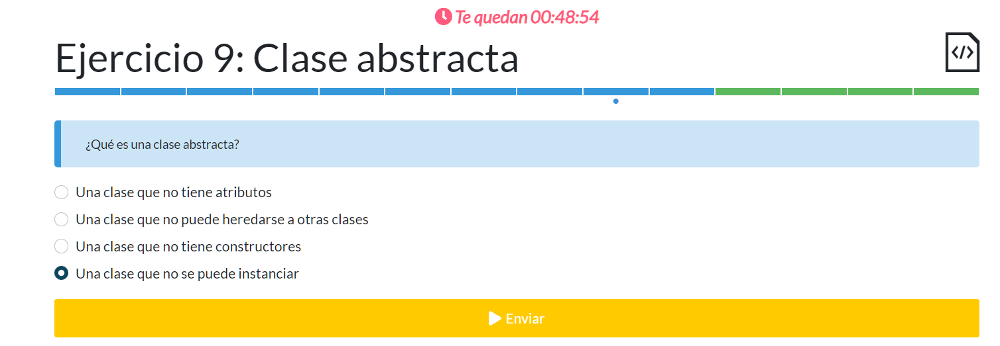 Te quedan 00:48:54
Ejercicio 9: Clase abstracta
</>
¿Qué es una clase abstracta?
Una clase que no tiene atributos
Una clase que no puede heredarse a otras clases
Una clase que no tiene constructores
Una clase que no se puede instanciar
Enviar